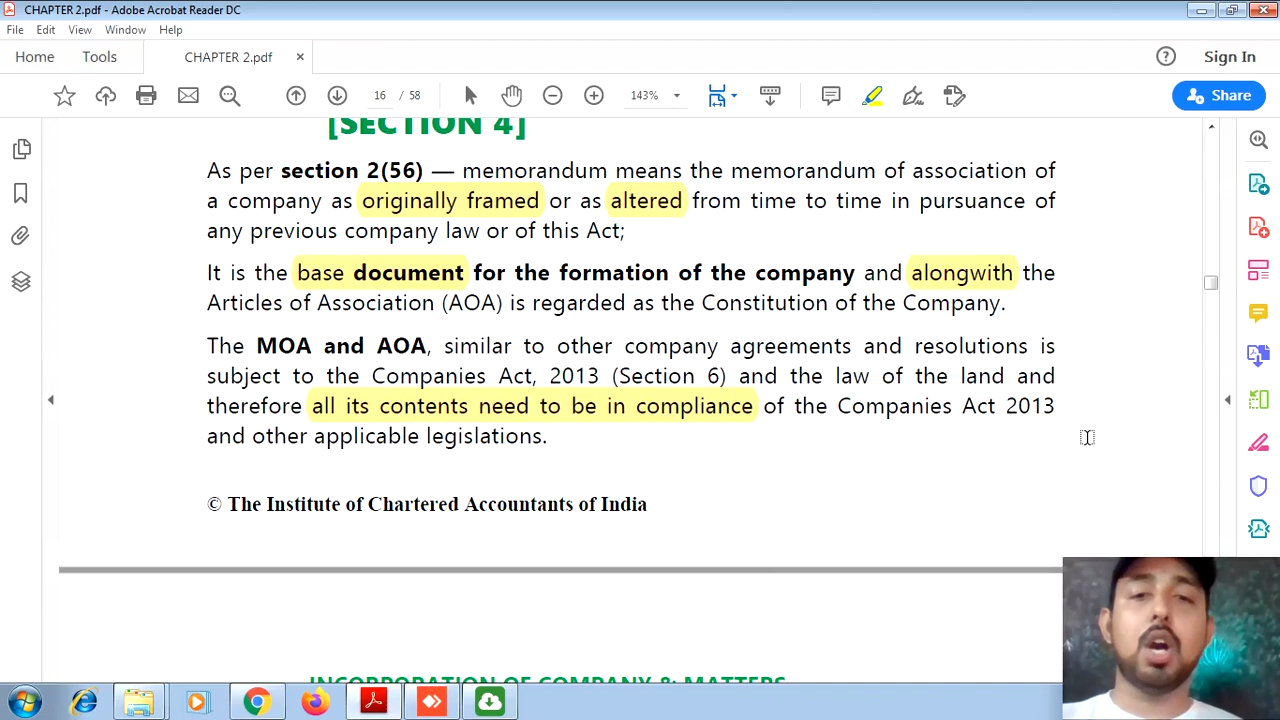 CHAPTER 2.pdf - Adobe Acrobat Reader DC
File Edit View Window Help
Home Tools CHAPTER 2.pdf × Sign In
16 / 58 143% Share
[SECTION 4]
As per section 2(56) — memorandum means the memorandum of association of
a company as originally framed or as altered from time to time in pursuance of
any previous company law or of this Act;
It is the base document for the formation of the company and alongwith the
Articles of Association (AOA) is regarded as the Constitution of the Company.
The MOA and AOA, similar to other company agreements and resolutions is
subject to the Companies Act, 2013 (Section 6) and the law of the land and
therefore all its contents need to be in compliance of the Companies Act 2013
and other applicable legislations.
© The Institute of Chartered Accountants of India
INCORPORATION OF COMPANY & MATTERS